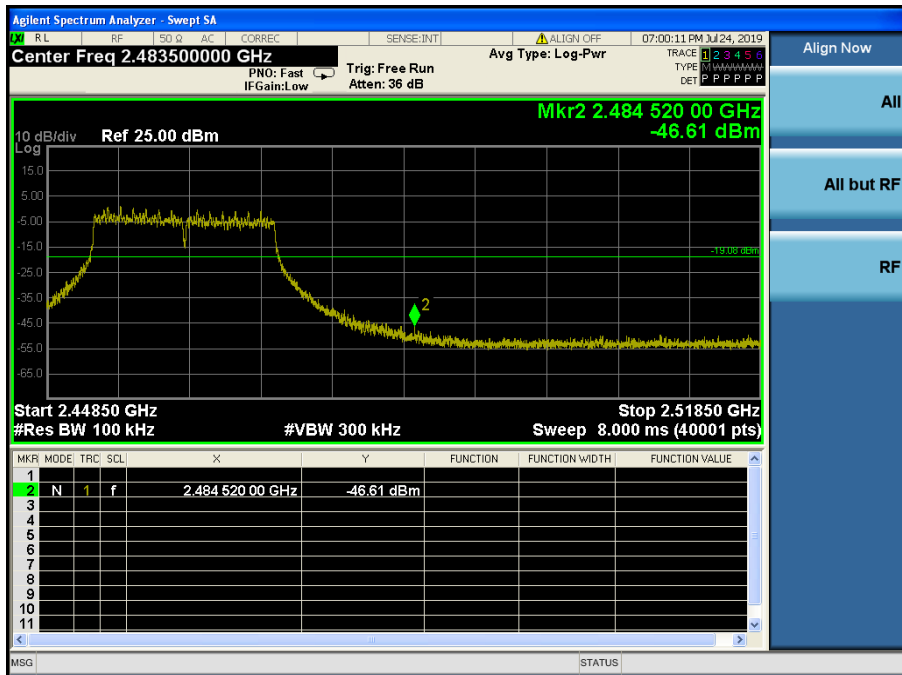 Agilent Spectrum Analyzer - Swept SA
LXI RL RF 50 Ω AC CORREC SENSE:INT ALIGN OFF 07:00:11 PM Jul 24, 2019
Center Freq 2.483500000 GHz Avg Type: Log-Pwr TRACE 1 2 3 4 5 6
PNO: Fast Trig: Free Run TYPE M WWWWW
IFGain:Low Atten: 36 dB DET P P P P P P
Align Now
All
All but RF
RF
Mkr2 2.484 520 00 GHz
10 dB/div Ref 25.00 dBm -46.61 dBm
Log
15.0
5.00
-5.00
-15.0
-19.08 dBm
-25.0
-35.0
2
-45.0
-55.0
-65.0
Start 2.44850 GHz Stop 2.51850 GHz
#Res BW 100 kHz #VBW 300 kHz Sweep 8.000 ms (40001 pts)
MKR MODE TRC SCL X Y FUNCTION FUNCTION WIDTH FUNCTION VALUE
1
2 N 1 f 2.484 520 00 GHz -46.61 dBm
3
4
5
6
7
8
9
10
11
MSG STATUS